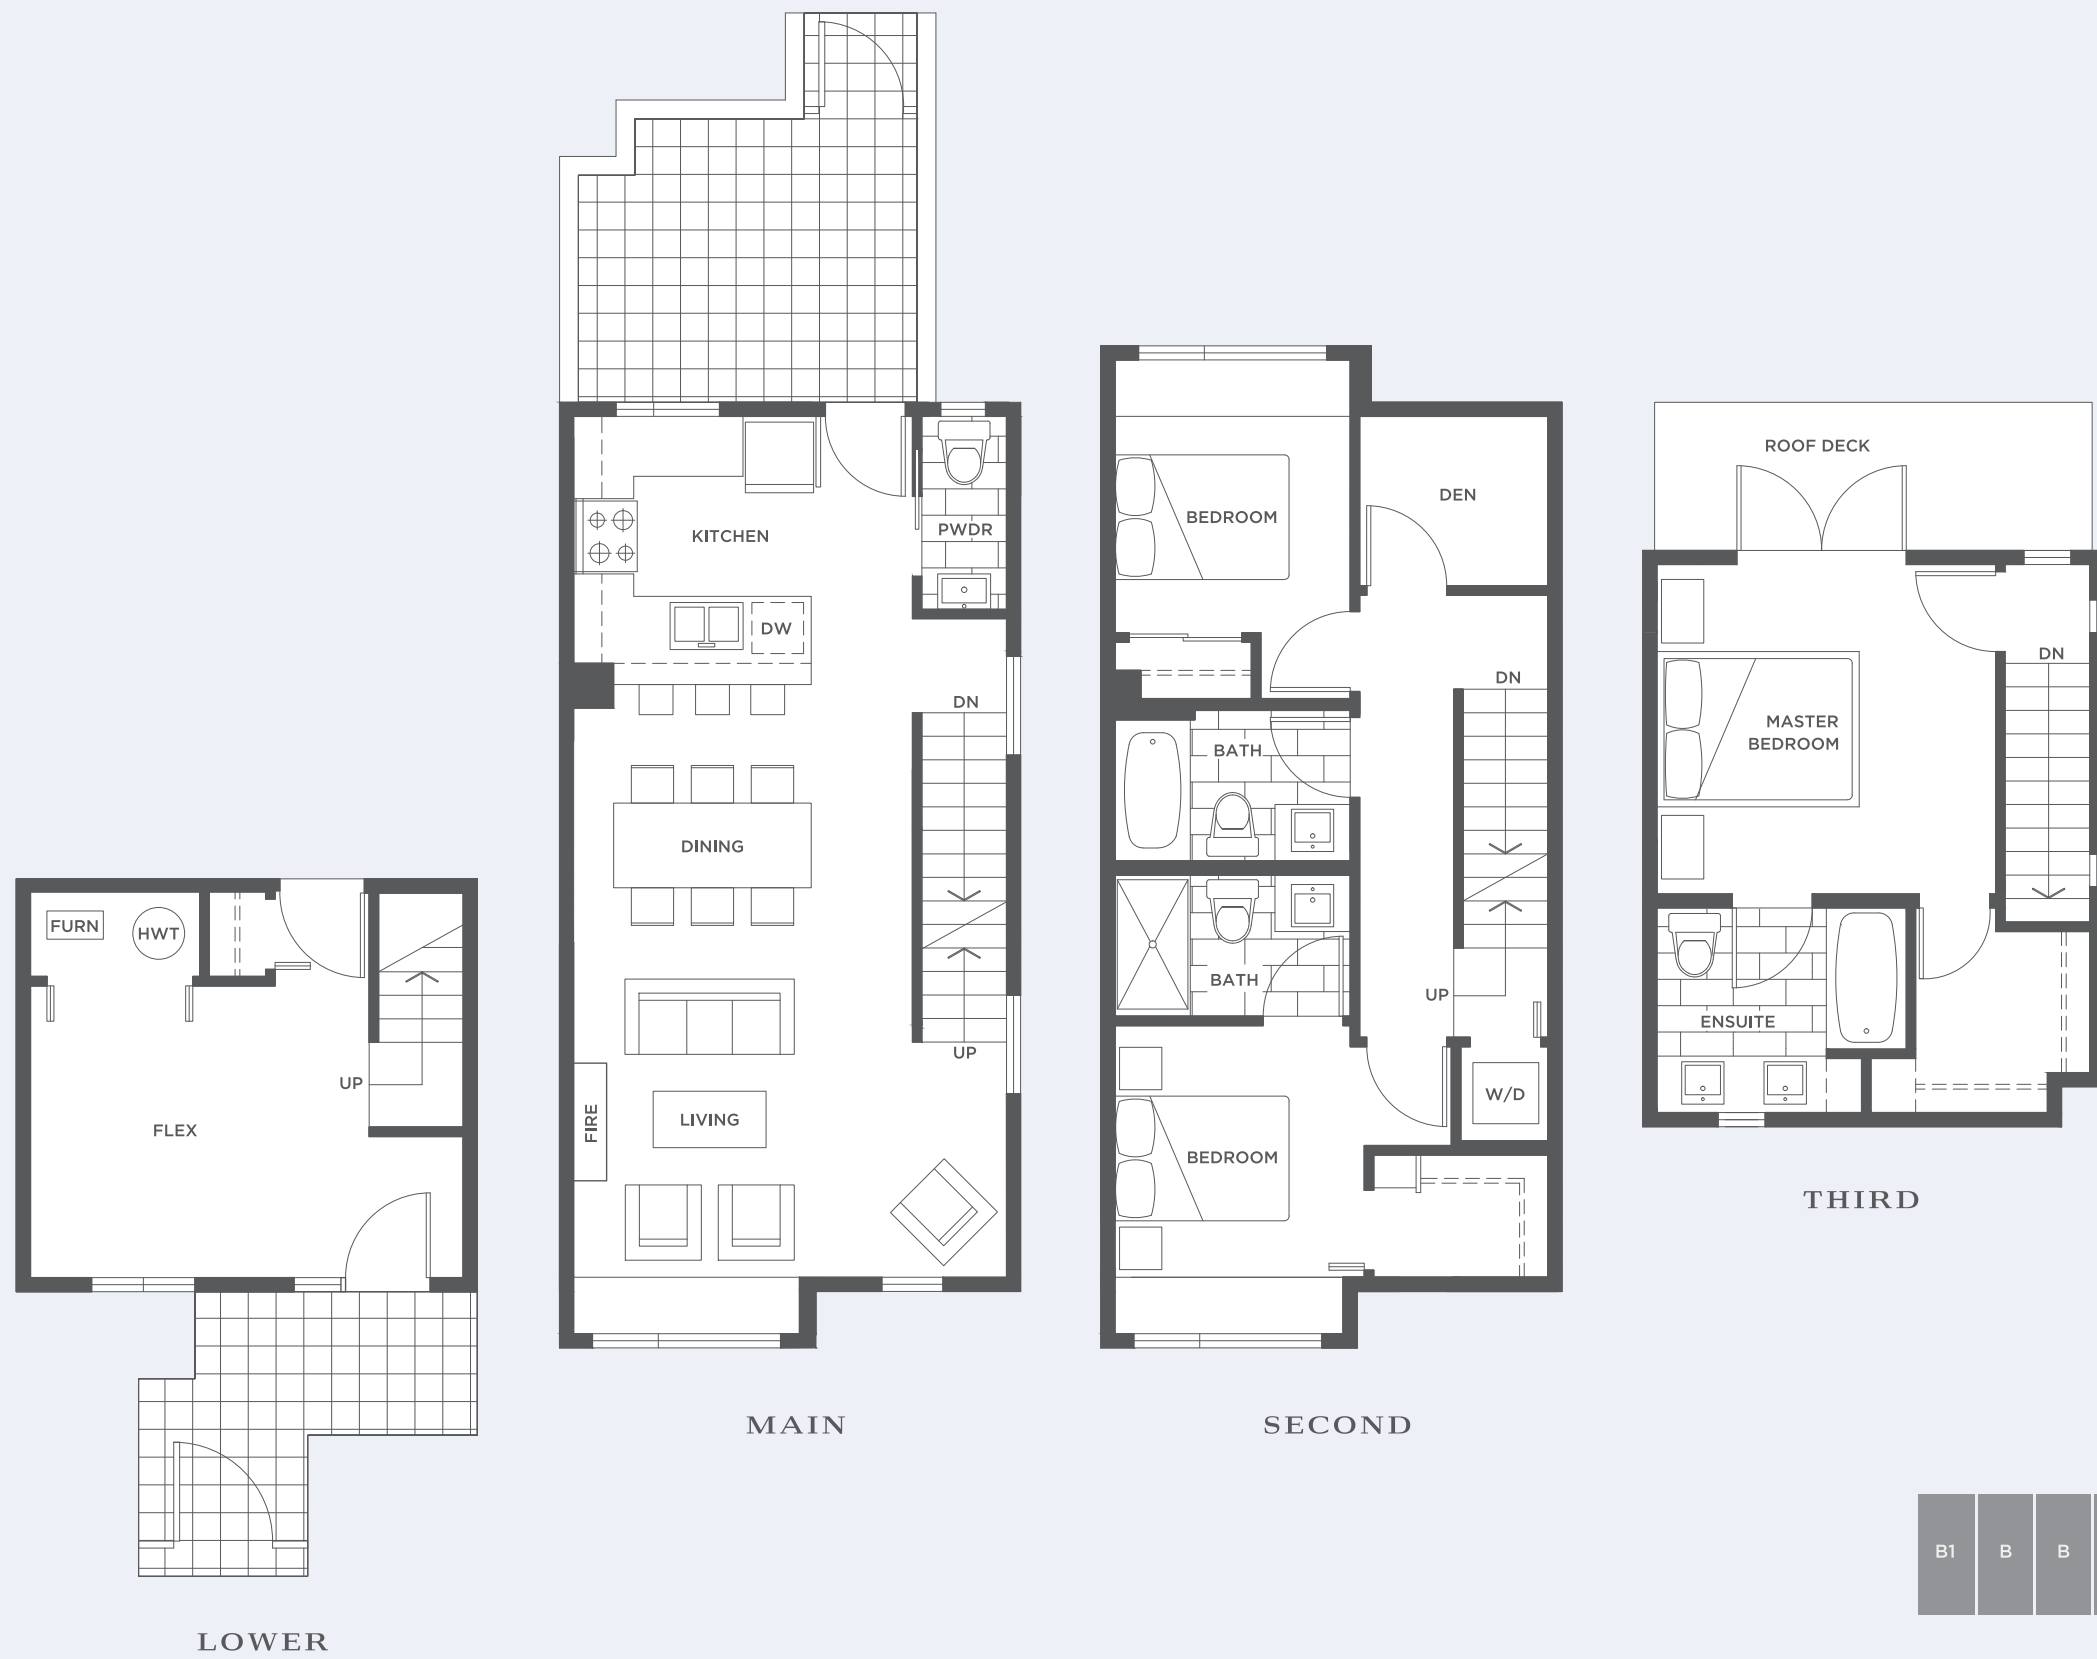 FURN
HWT
UP
FLEX
LOWER
KITCHEN
PWDR
DW
DN
DINING
UP
FIRE
LIVING
MAIN
BEDROOM
DEN
DN
BATH
BATH
UP
W/D
BEDROOM
SECOND
ROOF DECK
DN
MASTER
BEDROOM
ENSUITE
THIRD
B1 B B